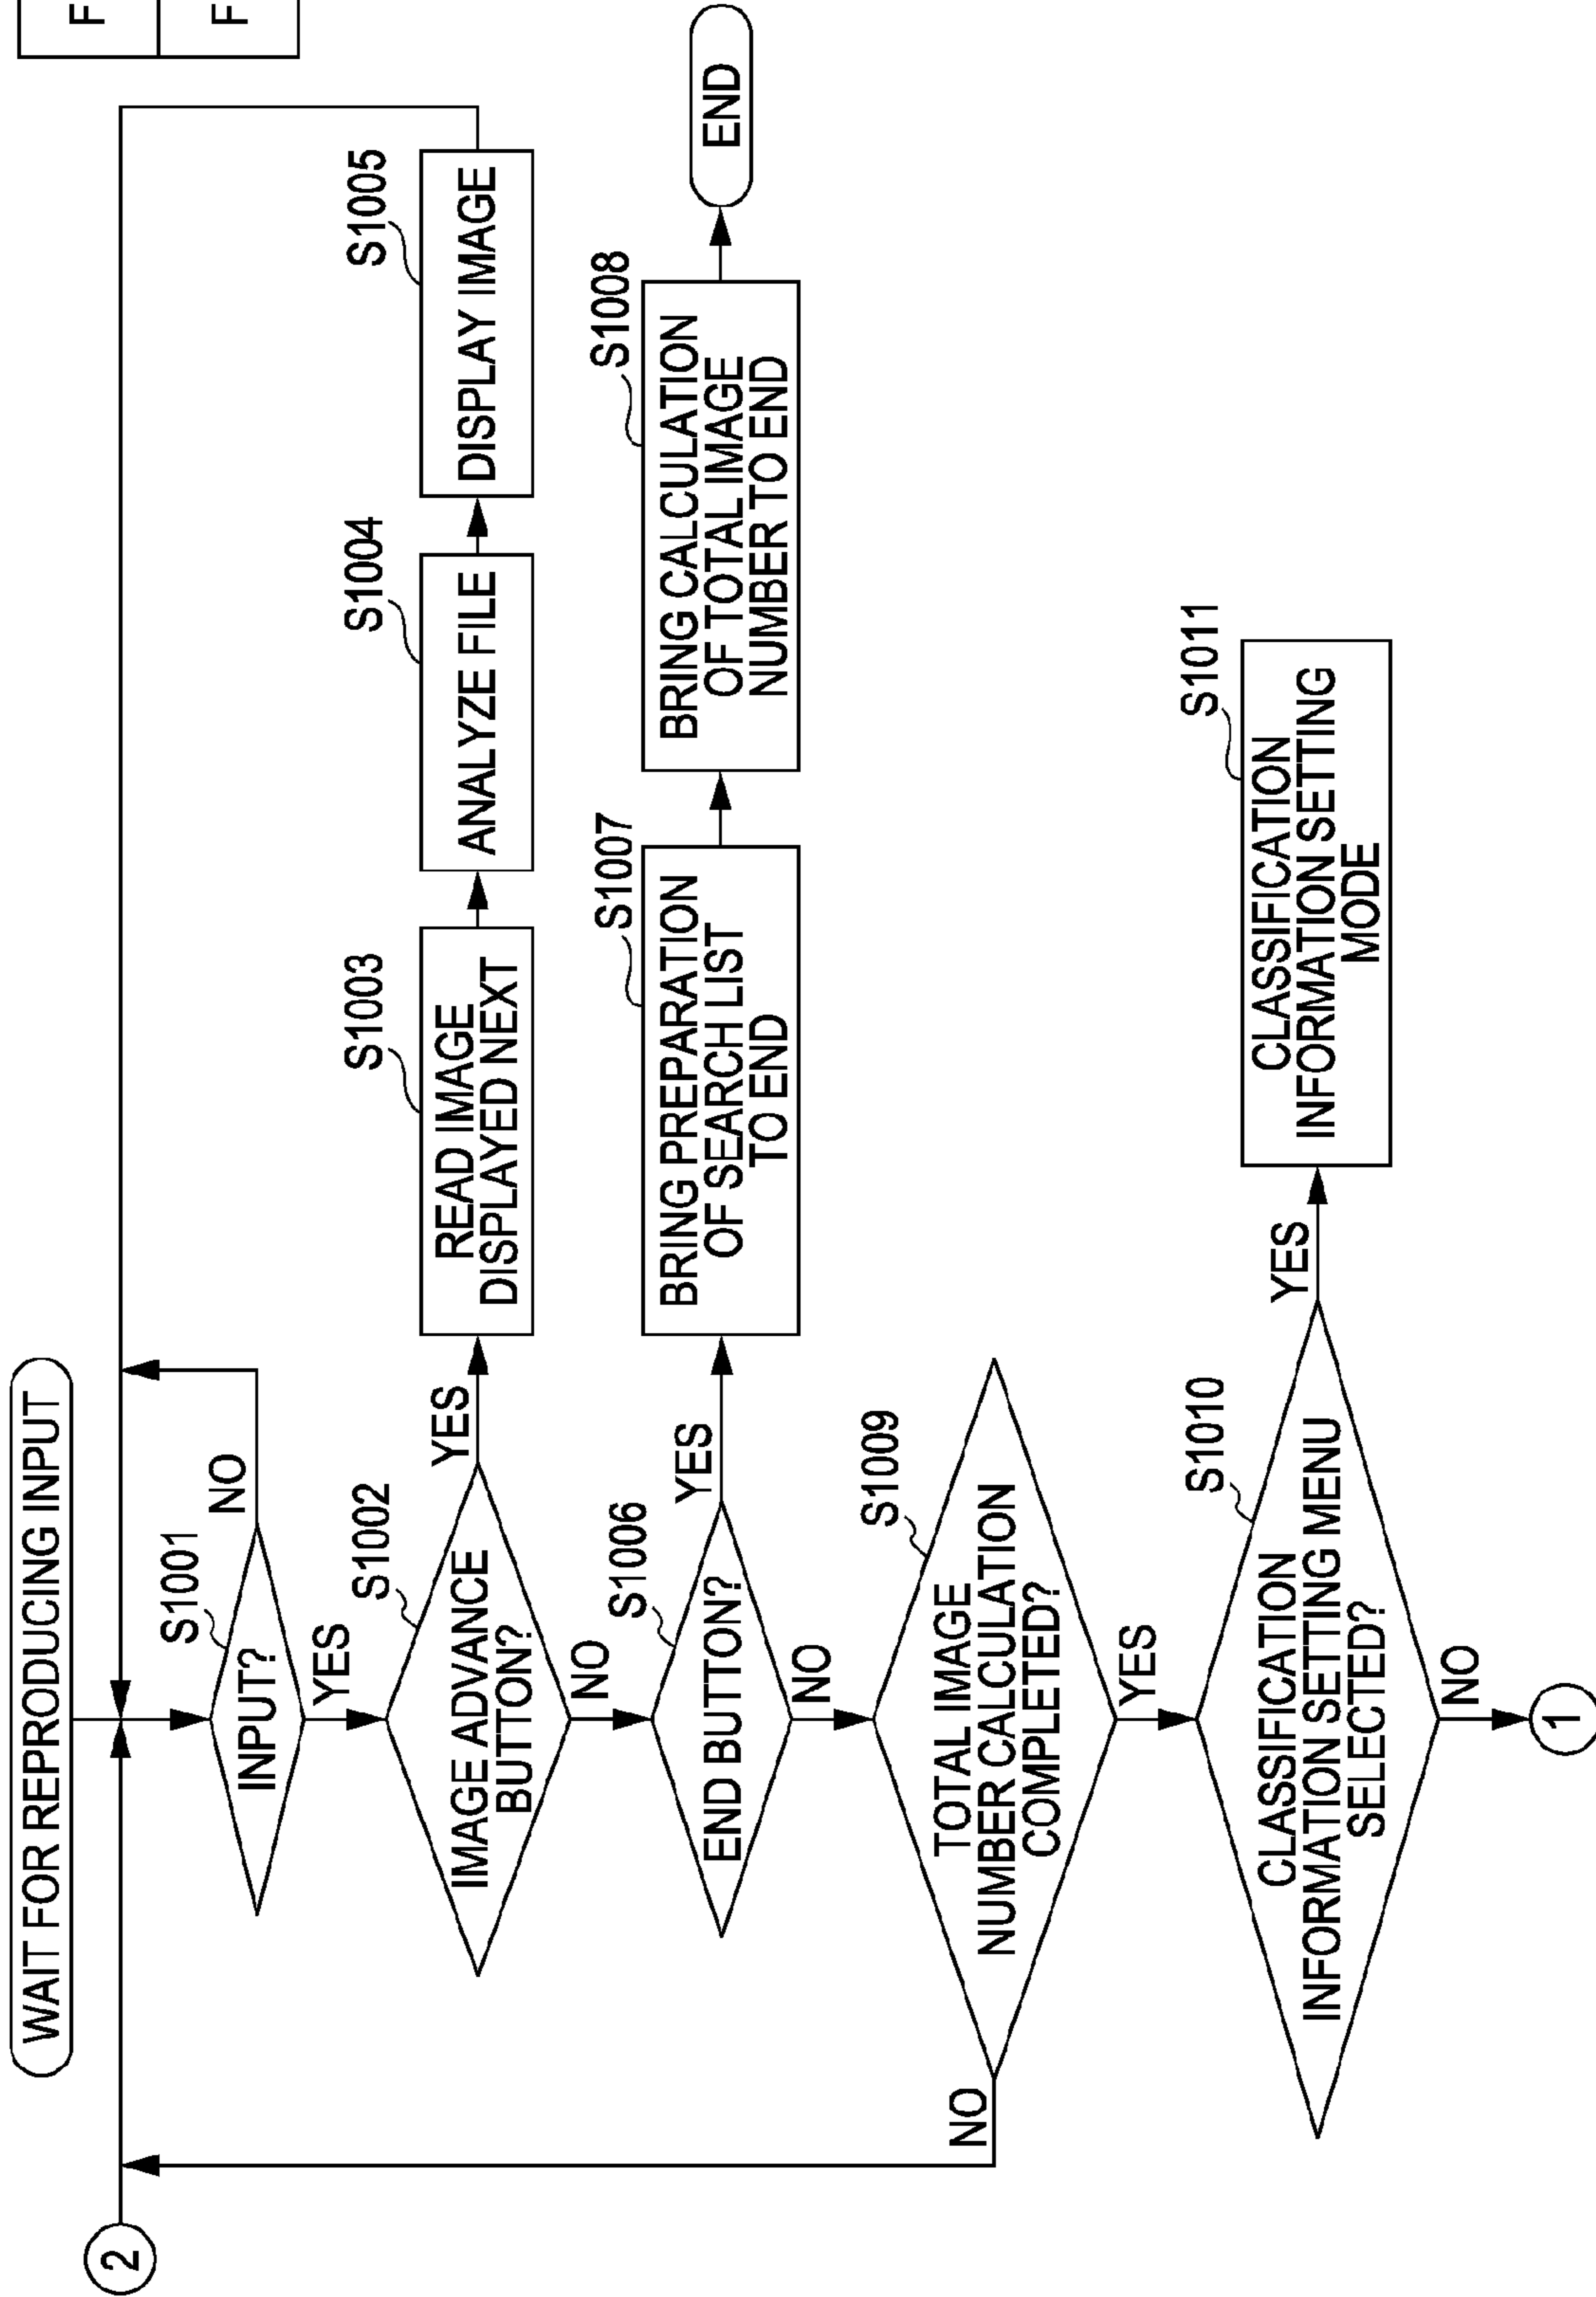 F
F
WAIT FOR REPRODUCING INPUT
2
S1001
INPUT?
NO
YES
S1002
IMAGE ADVANCE
BUTTON?
YES
NO
S1003
READ IMAGE
DISPLAYED NEXT
S1004
ANALYZE FILE
S1005
DISPLAY IMAGE
S1006
END BUTTON?
YES
NO
S1007
BRING PREPARATION
OF SEARCH LIST
TO END
S1008
BRING CALCULATION
OF TOTAL IMAGE
NUMBER TO END
END
S1009
TOTAL IMAGE
NUMBER CALCULATION
COMPLETED?
NO
YES
S1010
CLASSIFICATION
INFORMATION SETTING MENU
SELECTED?
YES
NO
S1011
CLASSIFICATION
INFORMATION SETTING
MODE
1